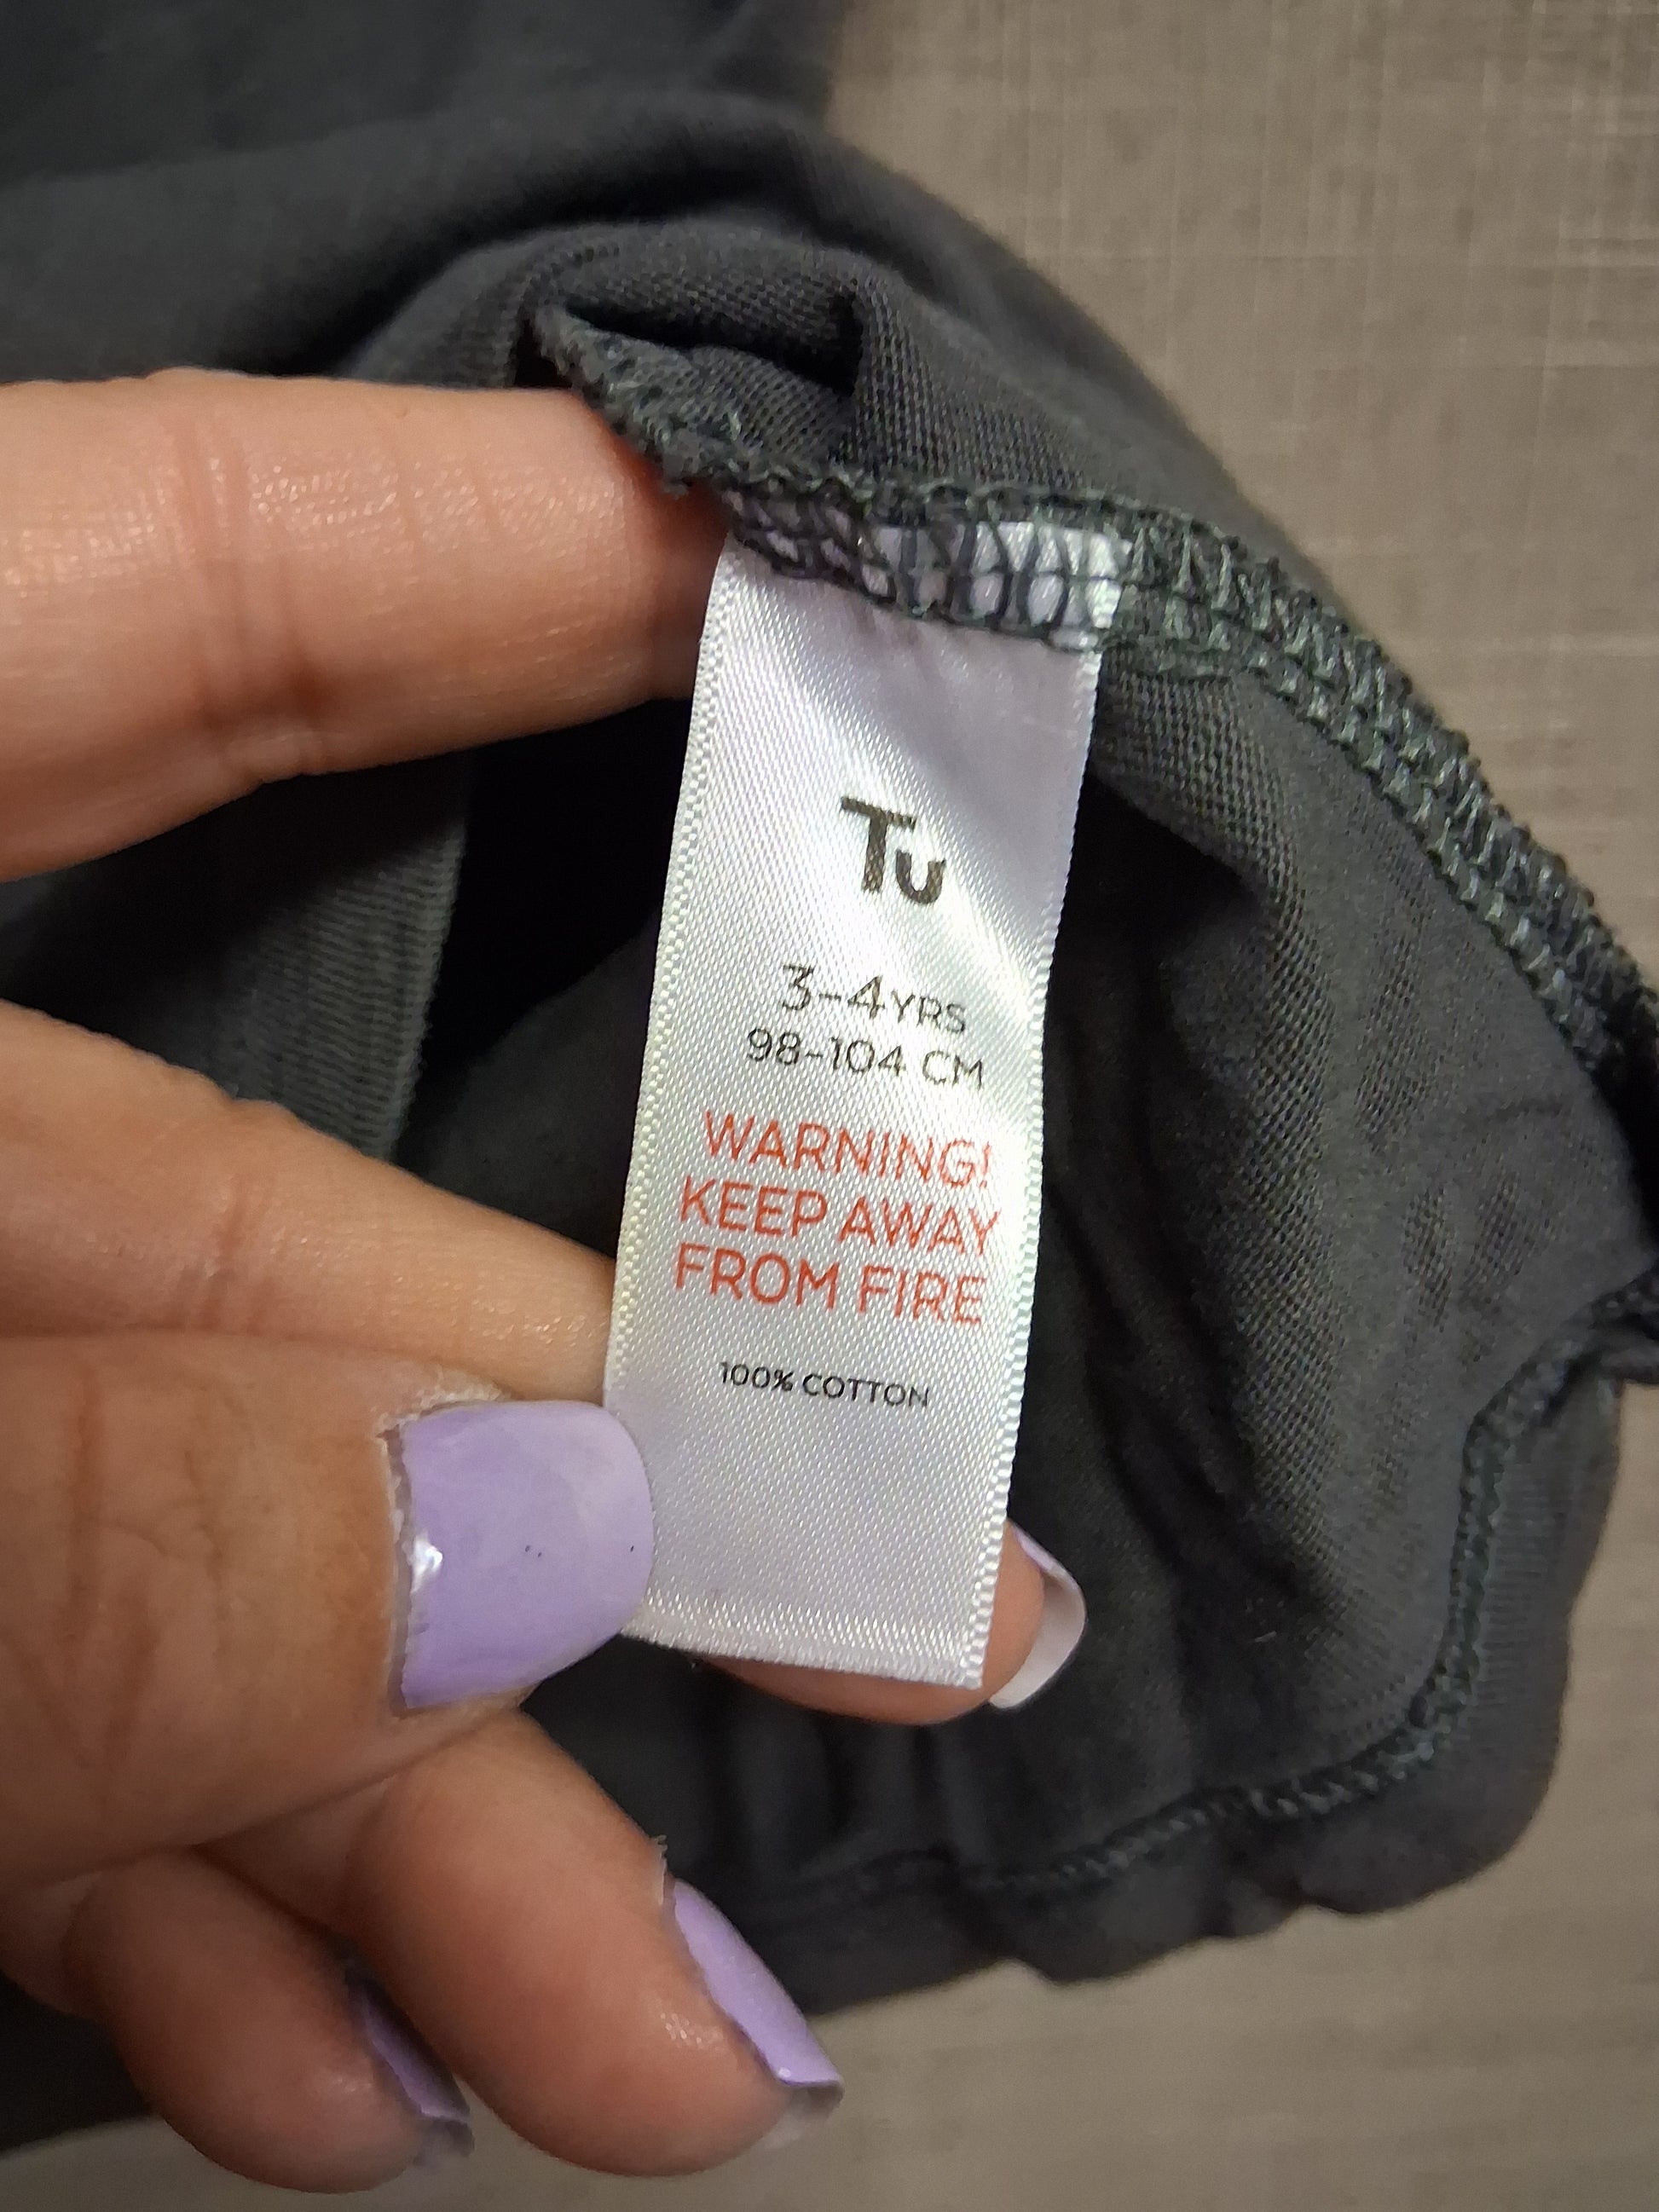 Tu
3-4YRS
98-104 CM
WARNING!
KEEP AWAY
FROM FIRE
100% COTTON